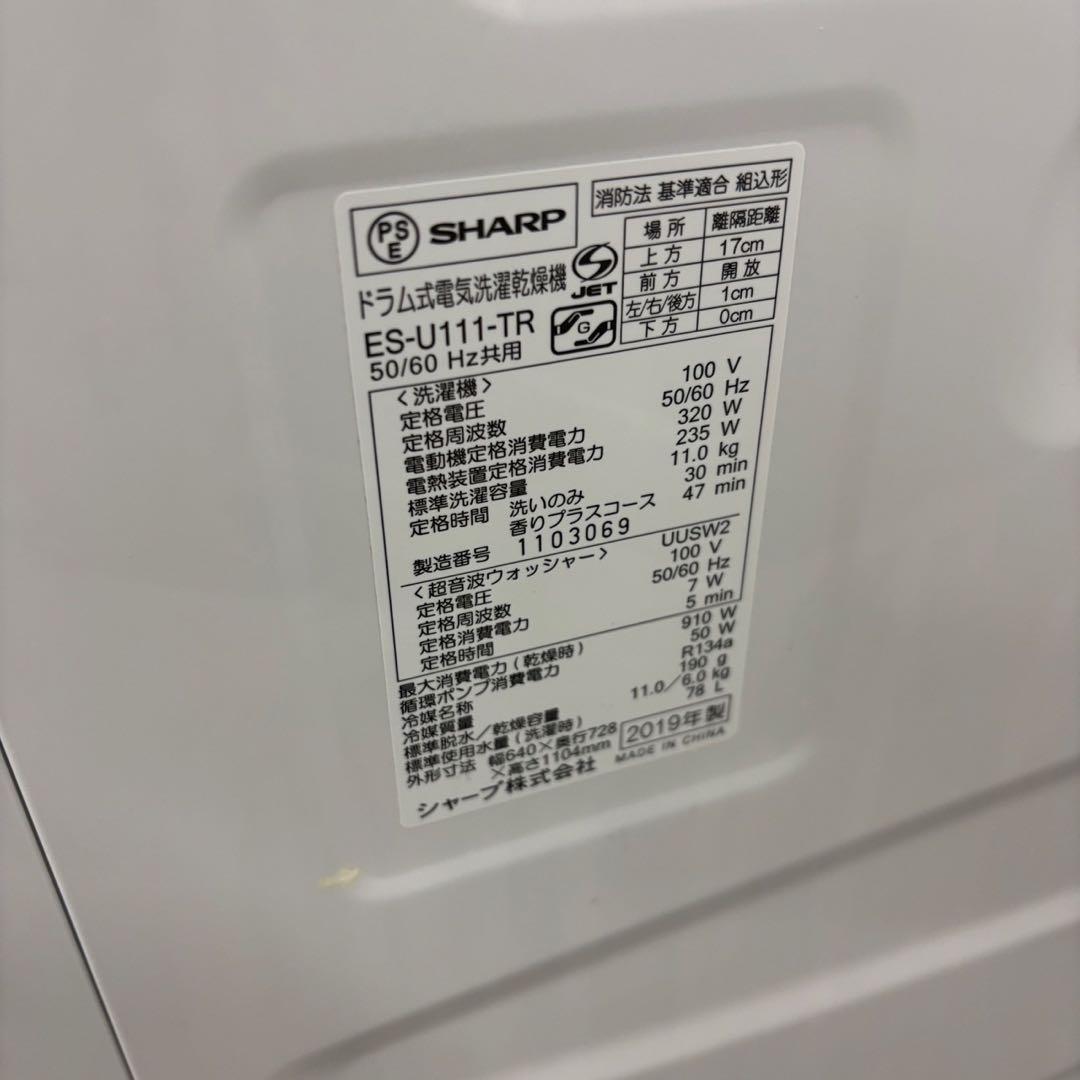 PS E SHARP
消防法 基準適合 組込形
場所 離隔距離
上方 17cm
前方 開放
左/右/後方 1cm
下方 0cm
ドラム式電気洗濯乾燥機
S JET
ES-U111-TR
G
50/60 Hz共用
<洗濯機>
定格電圧 100 V
定格周波数 50/60 Hz
電動機定格消費電力 320 W
電熱装置定格消費電力 235 W
標準洗濯容量 11.0 kg
定格時間 洗いのみ 30 min
香りプラスコース 47 min
製造番号 1103069
<超音波ウォッシャー> UUSW2
定格電圧 100 V
定格周波数 50/60 Hz
定格消費電力 7 W
定格時間 5 min
最大消費電力(乾燥時) 910 W
循環ポンプ消費電力 50 W
冷媒名称 R134a
冷媒質量 190 g
標準脱水/乾燥容量 11.0/6.0 kg
標準使用水量(洗濯時) 78 L
外形寸法 幅640×奥行728
×高さ1104mm
2019年製
シャープ株式会社 MADE IN CHINA